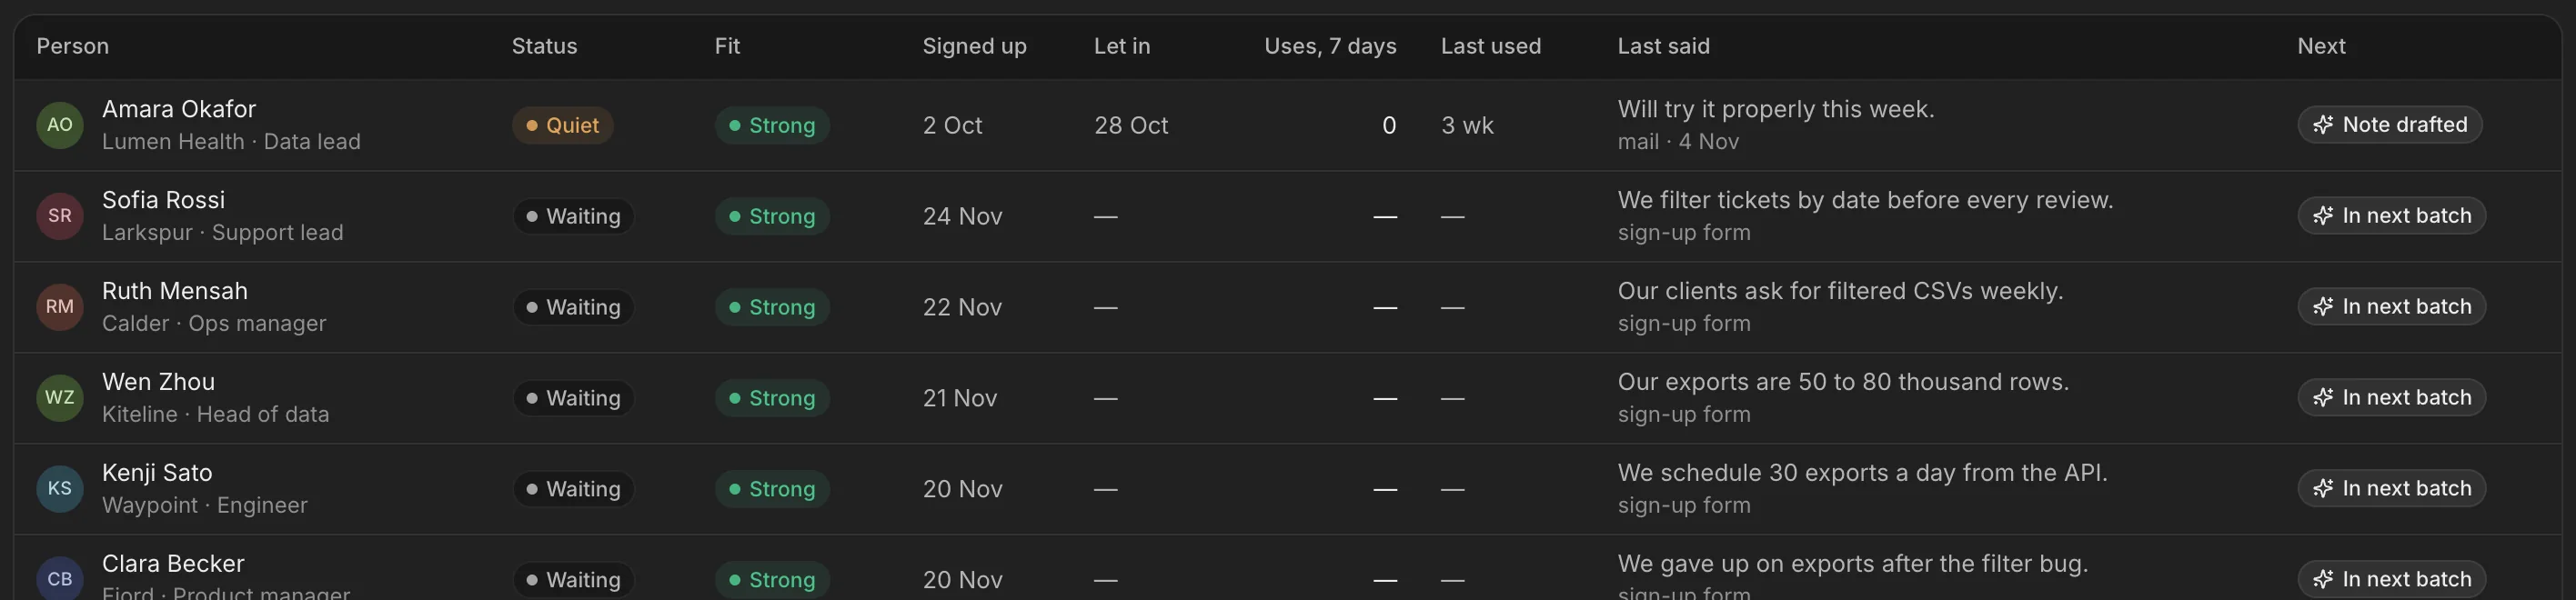 Person Status Fit Signed up Let in Uses, 7 days Last used Last said Next
AO Amara Okafor Quiet Strong 2 Oct 28 Oct 0 3 wk Will try it properly this week. Note drafted
Lumen Health · Data lead mail · 4 Nov
SR Sofia Rossi Waiting Strong 24 Nov — — — We filter tickets by date before every review. In next batch
Larkspur · Support lead sign-up form
RM Ruth Mensah Waiting Strong 22 Nov — — — Our clients ask for filtered CSVs weekly. In next batch
Calder · Ops manager sign-up form
WZ Wen Zhou Waiting Strong 21 Nov — — — Our exports are 50 to 80 thousand rows. In next batch
Kiteline · Head of data sign-up form
KS Kenji Sato Waiting Strong 20 Nov — — — We schedule 30 exports a day from the API. In next batch
Waypoint · Engineer sign-up form
CB Clara Becker Waiting Strong 20 Nov — — — We gave up on exports after the filter bug. In next batch
Fjord · Product manager sign-up form